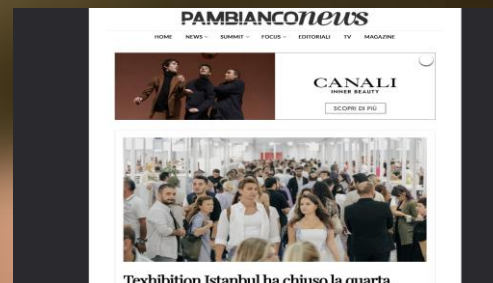 PAMBIANCOnews
HOME NEWS SUMMIT FOCUS EDITORIALI TV MAGAZINE
CANALI
INNER BEAUTY
SCOPRI DI PIÙ
Texhibition Istanbul ha chiuso la quarta